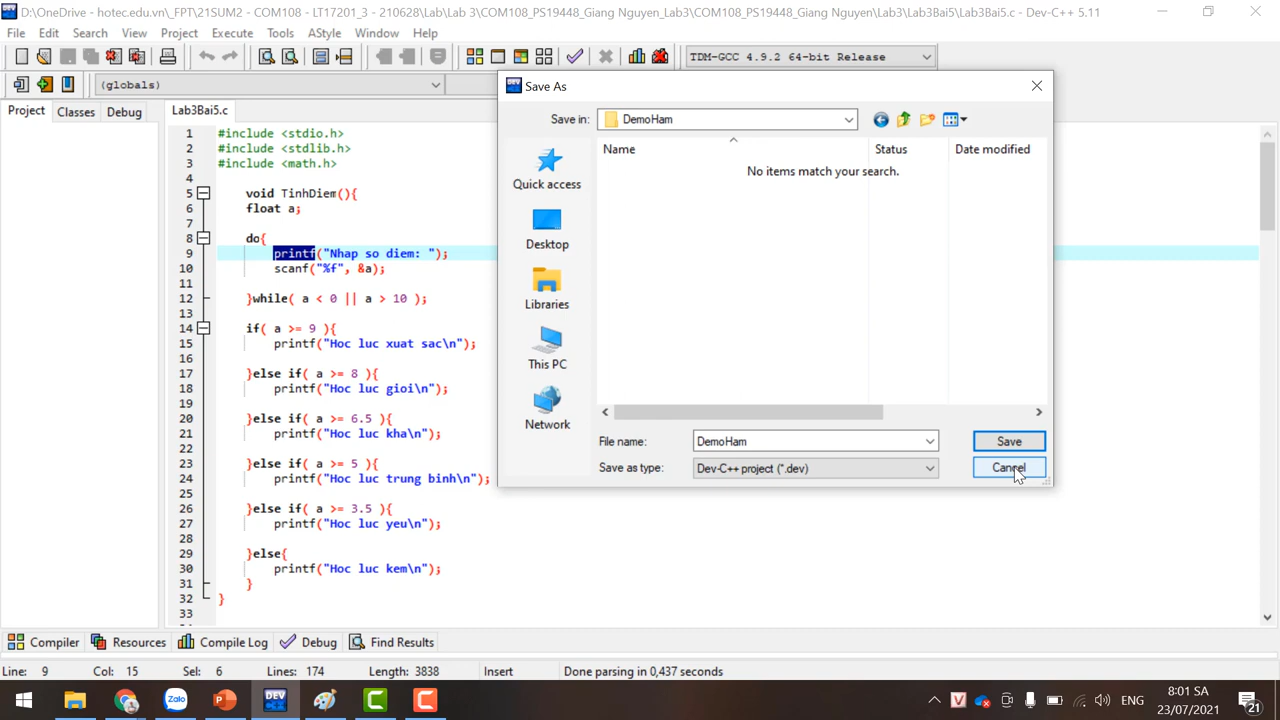 D:\OneDrive - hotec.edu.vn\_FPT\21SUM2 - COM108 - LT17201_3 - 210628\Lab\Lab 3\COM108_PS19448_Giang Nguyen_Lab3\COM108_PS19448_Giang Nguyen\Lab3\Lab3Bai5\Lab3Bai5.c - Dev-C++ 5.11
File Edit Search View Project Execute Tools AStyle Window Help
TDM-GCC 4.9.2 64-bit Release
(globals)
Project Classes Debug
Lab3Bai5.c
1 #include <stdio.h>
2 #include <stdlib.h>
3 #include <math.h>
4
5 void TinhDiem(){
6 float a;
7
8 do{
9 printf("Nhap so diem: ");
10 scanf("%f", &a);
11
12 }while( a < 0 || a > 10 );
13
14 if( a >= 9 ){
15 printf("Hoc luc xuat sac\n");
16
17 }else if( a >= 8 ){
18 printf("Hoc luc gioi\n");
19
20 }else if( a >= 6.5 ){
21 printf("Hoc luc kha\n");
22
23 }else if( a >= 5 ){
24 printf("Hoc luc trung binh\n");
25
26 }else if( a >= 3.5 ){
27 printf("Hoc luc yeu\n");
28
29 }else{
30 printf("Hoc luc kem\n");
31 }
32 }
33
DEV Save As
Save in: DemoHam
Name Status Date modified
No items match your search.
Quick access
Desktop
Libraries
This PC
Network
File name: DemoHam Save
Save as type: Dev-C++ project (*.dev) Cancel
Compiler Resources Compile Log Debug Find Results
Line: 9 Col: 15 Sel: 6 Lines: 174 Length: 3838 Insert Done parsing in 0,437 seconds
Zalo DEV ENG 8:01 SA
23/07/2021
21